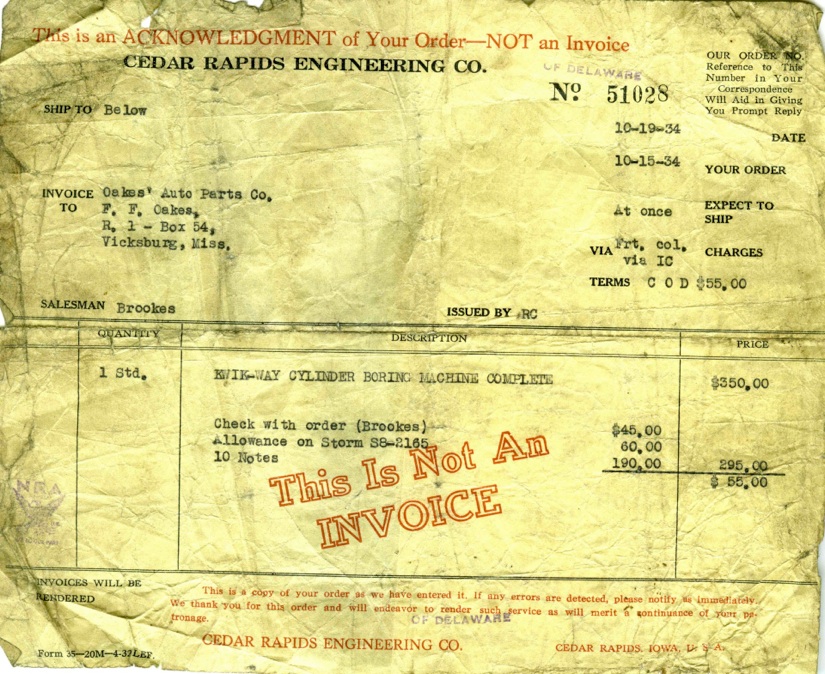 This is an ACKNOWLEDGMENT of Your Order—NOT an Invoice
CEDAR RAPIDS ENGINEERING CO.
OF DELAWARE
No 51028
OUR ORDER NO.
Reference to This
Number in Your
Correspondence
Will Aid in Giving
You Prompt Reply
SHIP TO Below
10-19-34 DATE
10-15-34 YOUR ORDER
INVOICE TO Oakes' Auto Parts Co.
F. F. Oakes,
R. 1 - Box 54,
Vicksburg, Miss.
At once EXPECT TO SHIP
VIA Frt. col. CHARGES
via IC
TERMS C O D $55.00
SALESMAN Brookes
ISSUED BY RC
QUANTITY DESCRIPTION PRICE
1 Std. KWIK-WAY CYLINDER BORING MACHINE COMPLETE $350.00
Check with order (Brookes) $45.00
Allowance on Storm S8-2165 60.00
10 Notes 190.00 295.00
$ 55.00
This Is Not An
INVOICE
NRA
INVOICES WILL BE
RENDERED
This is a copy of your order as we have entered it. If any errors are detected, please notify us immediately.
We thank you for this order and will endeavor to render such service as will merit a continuance of your pa-
tronage.
OF DELAWARE
CEDAR RAPIDS ENGINEERING CO.
CEDAR RAPIDS, IOWA, U. S. A.
Form 35—20M—4-32